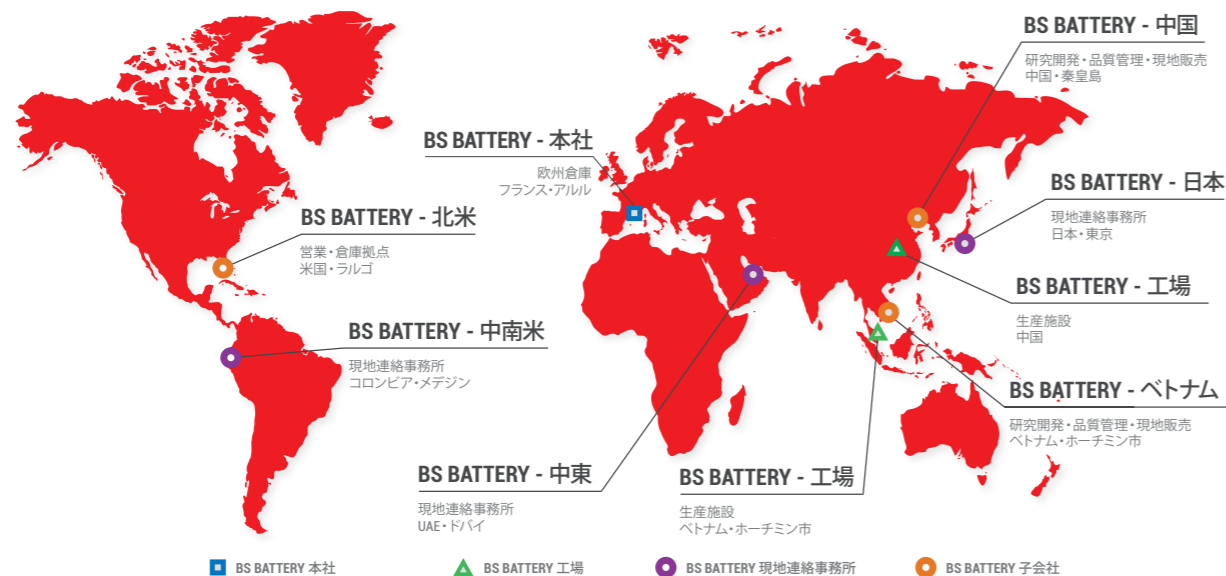 BS BATTERY - 中国
研究開発・品質管理・現地販売
中国・秦皇島
BS BATTERY - 本社
欧州倉庫
フランス・アルル
BS BATTERY - 日本
現地連絡事務所
日本・東京
BS BATTERY - 北米
営業・倉庫拠点
米国・ラルゴ
BS BATTERY - 工場
生産施設
中国
BS BATTERY - 中南米
現地連絡事務所
コロンビア・メデジン
BS BATTERY - ベトナム
研究開発・品質管理・現地販売
ベトナム・ホーチミン市
BS BATTERY - 中東
現地連絡事務所
UAE・ドバイ
BS BATTERY - 工場
生産施設
ベトナム・ホーチミン市
BS BATTERY 本社
BS BATTERY 工場
BS BATTERY 現地連絡事務所
BS BATTERY 子会社